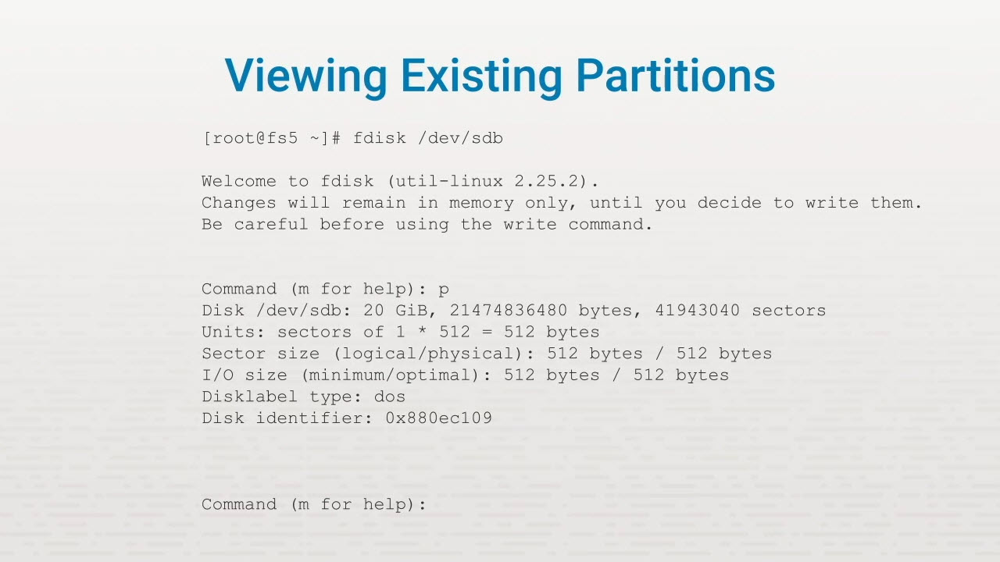 Viewing Existing Partitions
[root@fs5 ~]# fdisk /dev/sdb
Welcome to fdisk (util-linux 2.25.2).
Changes will remain in memory only, until you decide to write them.
Be careful before using the write command.
Command (m for help): p
Disk /dev/sdb: 20 GiB, 21474836480 bytes, 41943040 sectors
Units: sectors of 1 * 512 = 512 bytes
Sector size (logical/physical): 512 bytes / 512 bytes
I/O size (minimum/optimal): 512 bytes / 512 bytes
Disklabel type: dos
Disk identifier: 0x880ec109
Command (m for help):